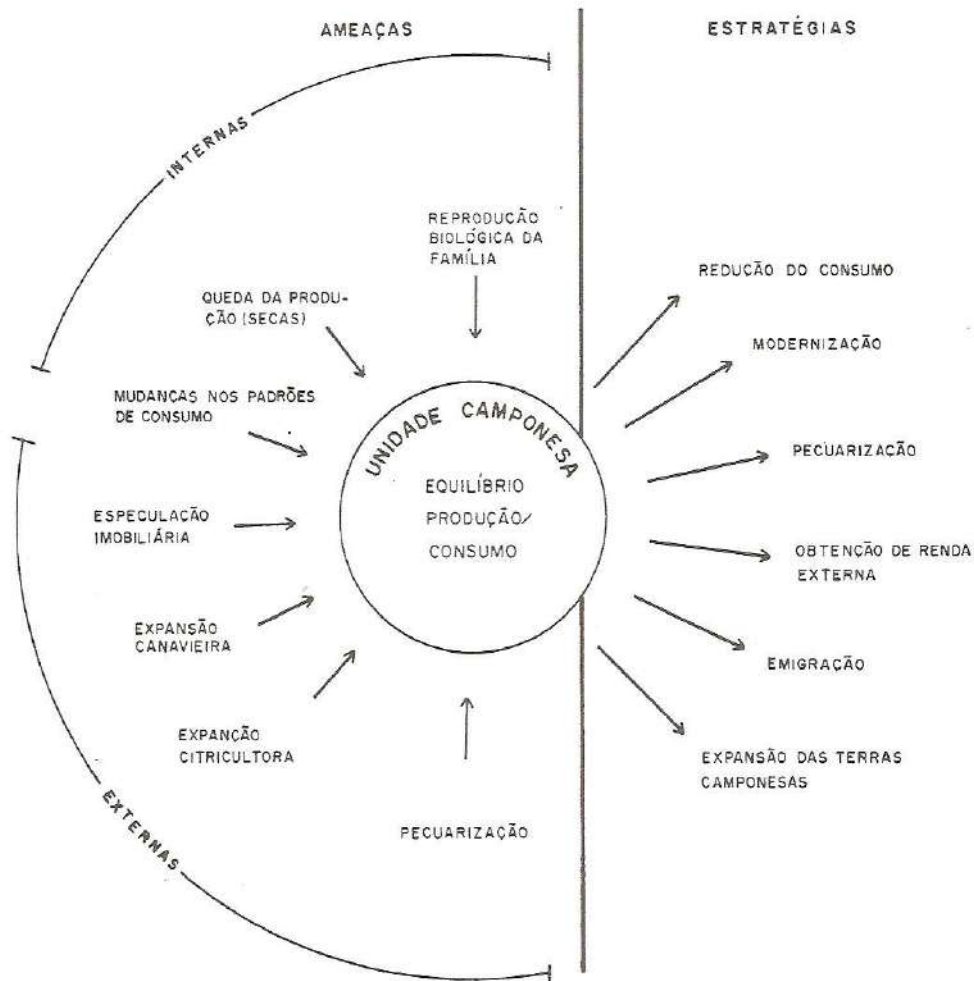 AMEAÇAS
ESTRATÉGIAS
INTERNAS
REPRODUÇÃO
BIOLÓGICA DA
FAMÍLIA
QUEDA DA PRODU-
ÇÃO (SECAS)
MUDANÇAS NOS PADRÕES
DE CONSUMO
ESPECULAÇÃO
IMOBILIÁRIA
EXPANSÃO
CANAVIEIRA
EXPANÇÃO
CITRICULTORA
PECUARIZAÇÃO
EXTERNAS
UNIDADE CAMPONESA
EQUILÍBRIO
PRODUÇÃO/
CONSUMO
REDUÇÃO DO CONSUMO
MODERNIZAÇÃO
PECUARIZAÇÃO
OBTENÇÃO DE RENDA
EXTERNA
EMIGRAÇÃO
EXPANSÃO DAS TERRAS
CAMPONESAS